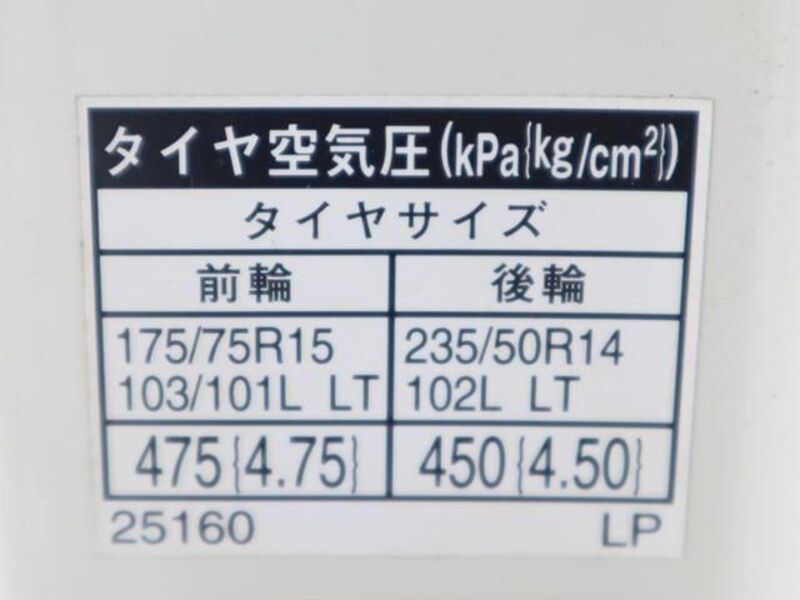 タイヤ空気圧(kPa{kg/cm²})
タイヤサイズ
前輪 後輪
175/75R15 235/50R14
103/101L LT 102L LT
475{4.75} 450{4.50}
25160 LP